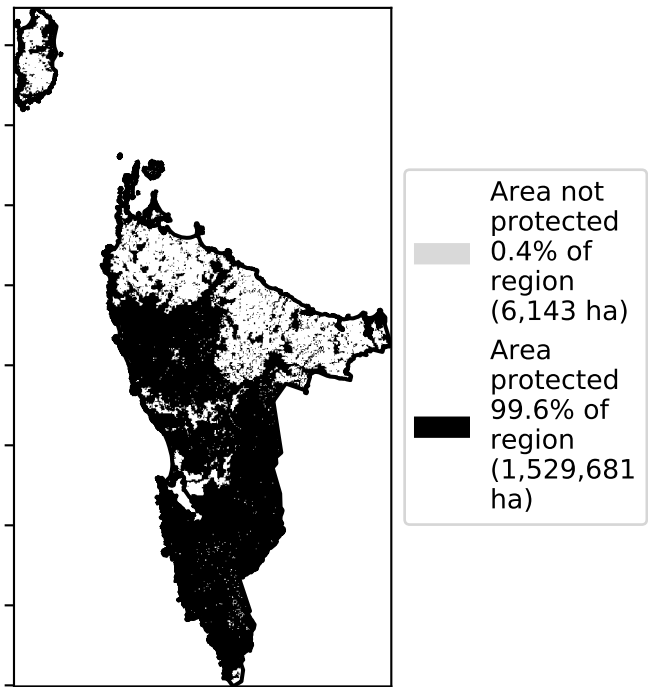 Area not
protected
0.4% of
region
(6,143 ha)
Area
protected
99.6% of
region
(1,529,681
ha)